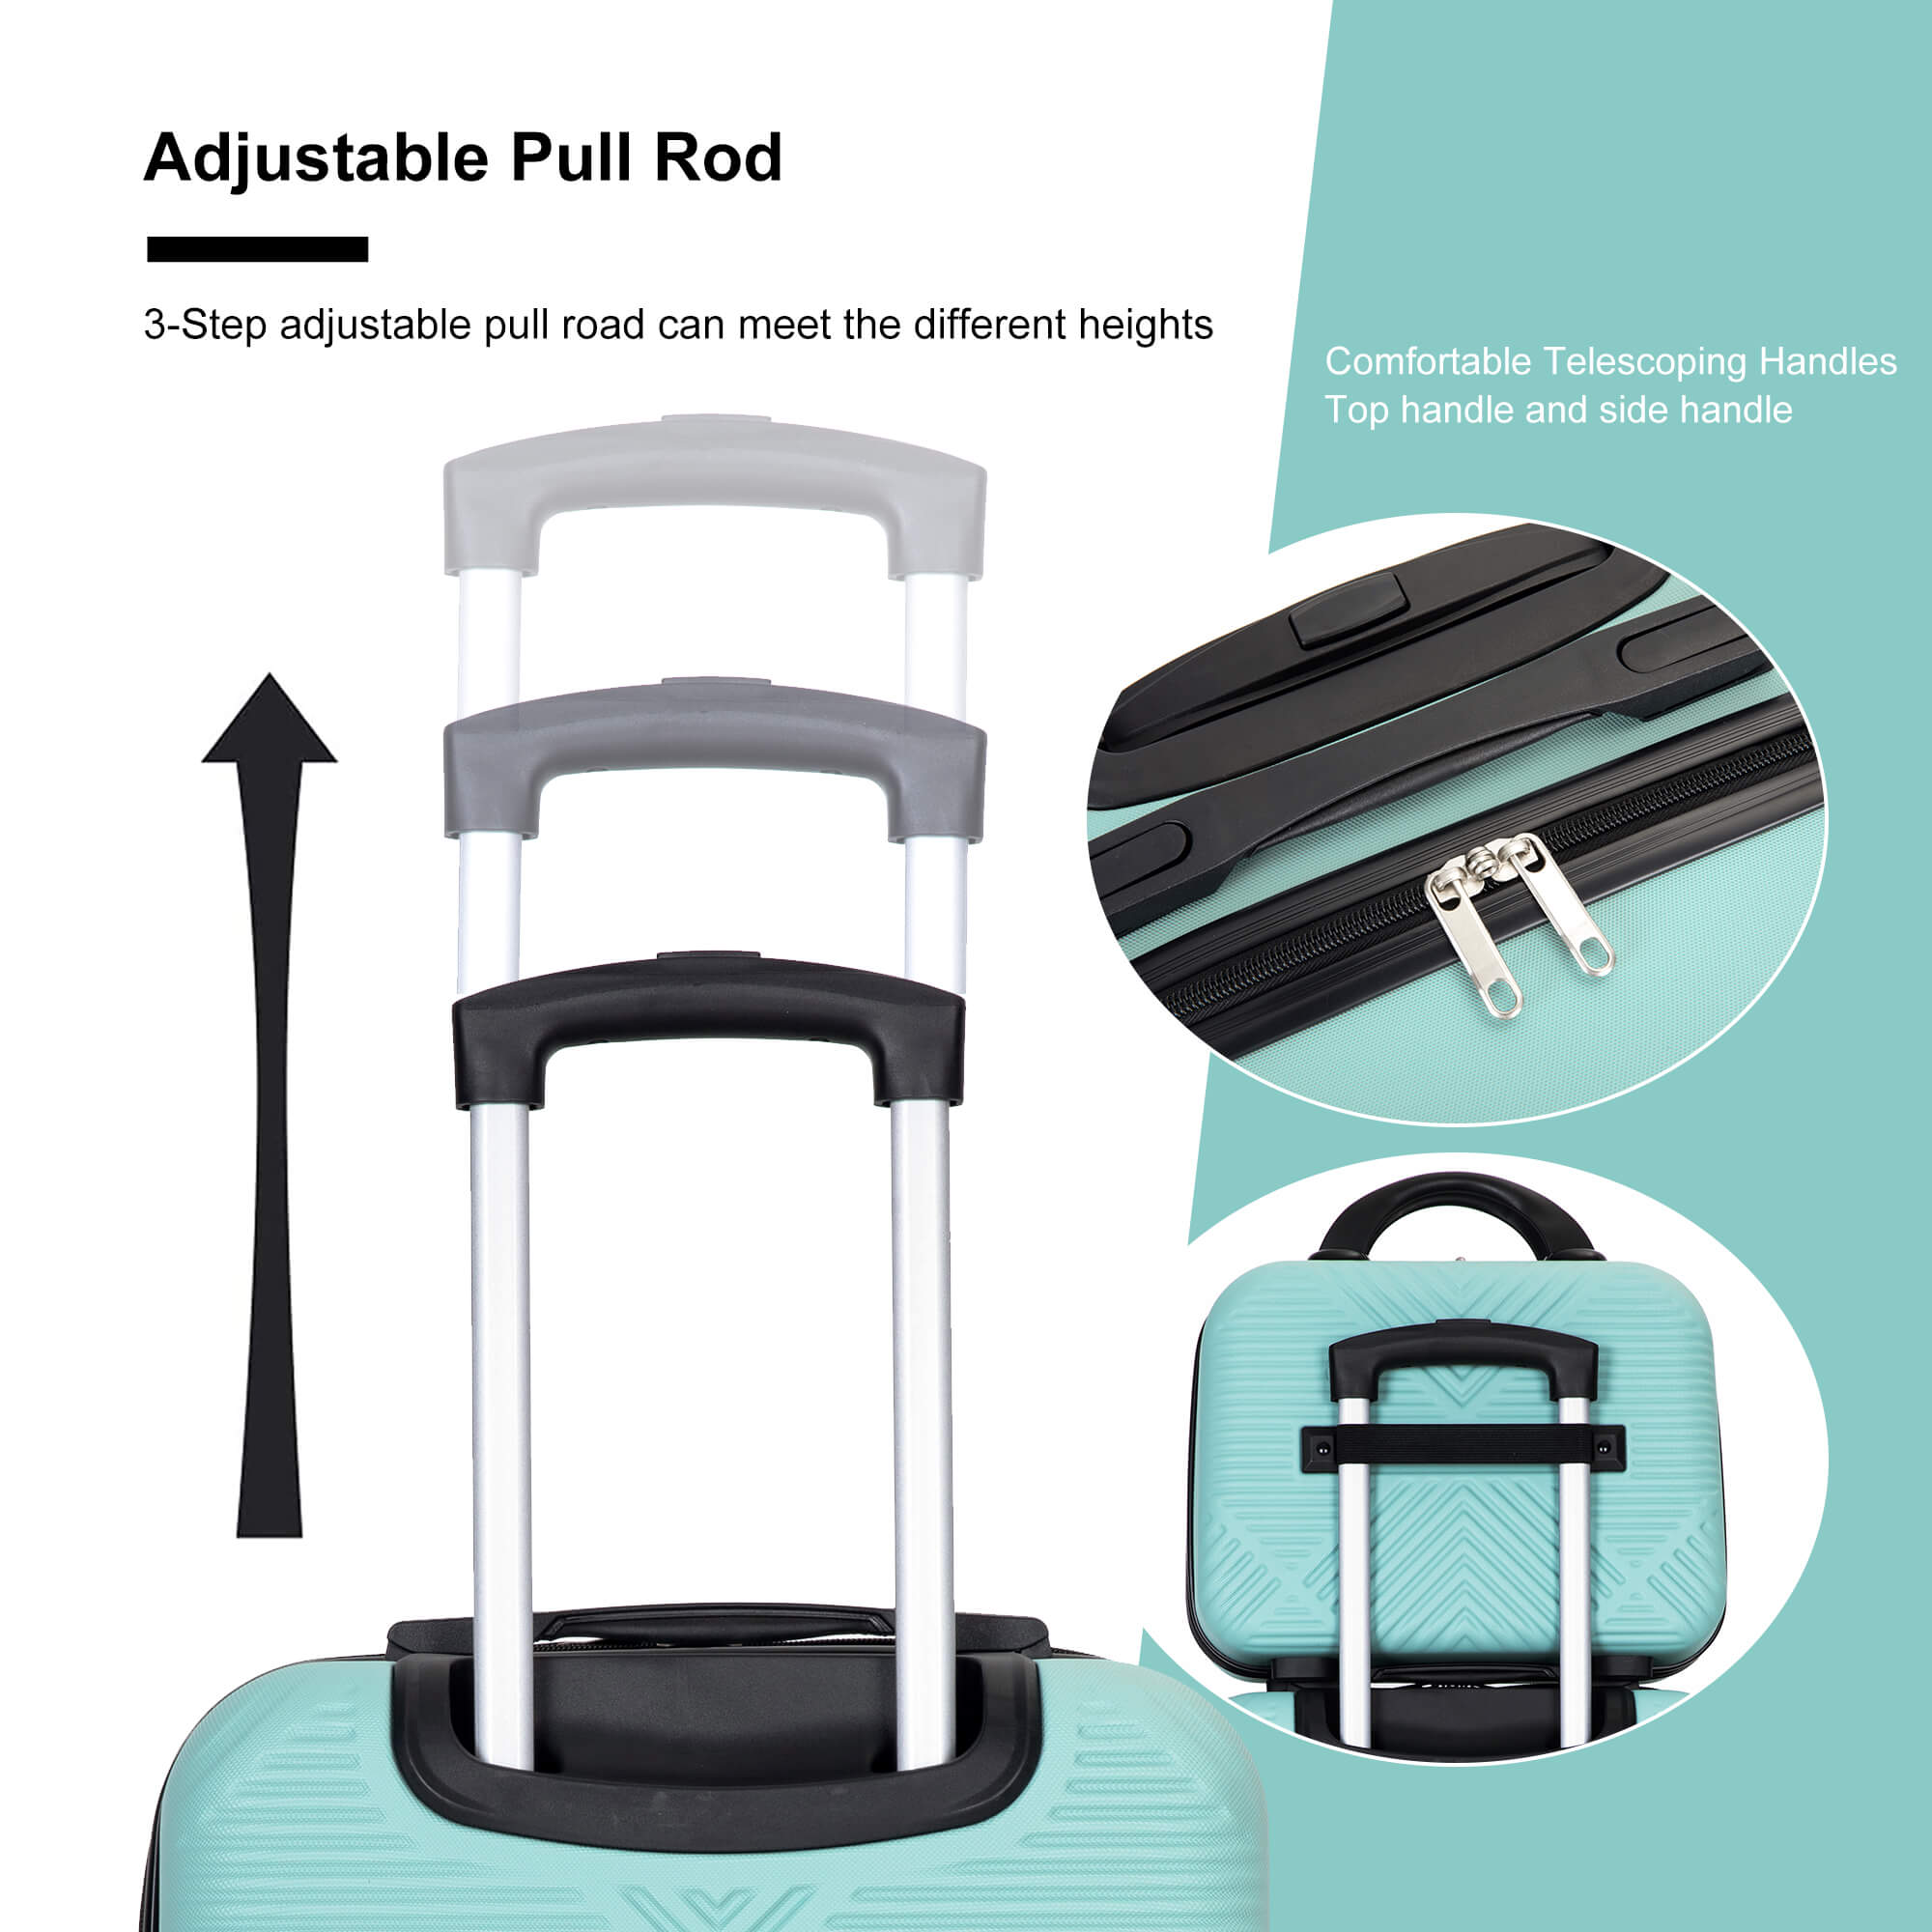 Adjustable Pull Rod
3-Step adjustable pull road can meet the different heights
Comfortable Telescoping Handles
Top handle and side handle